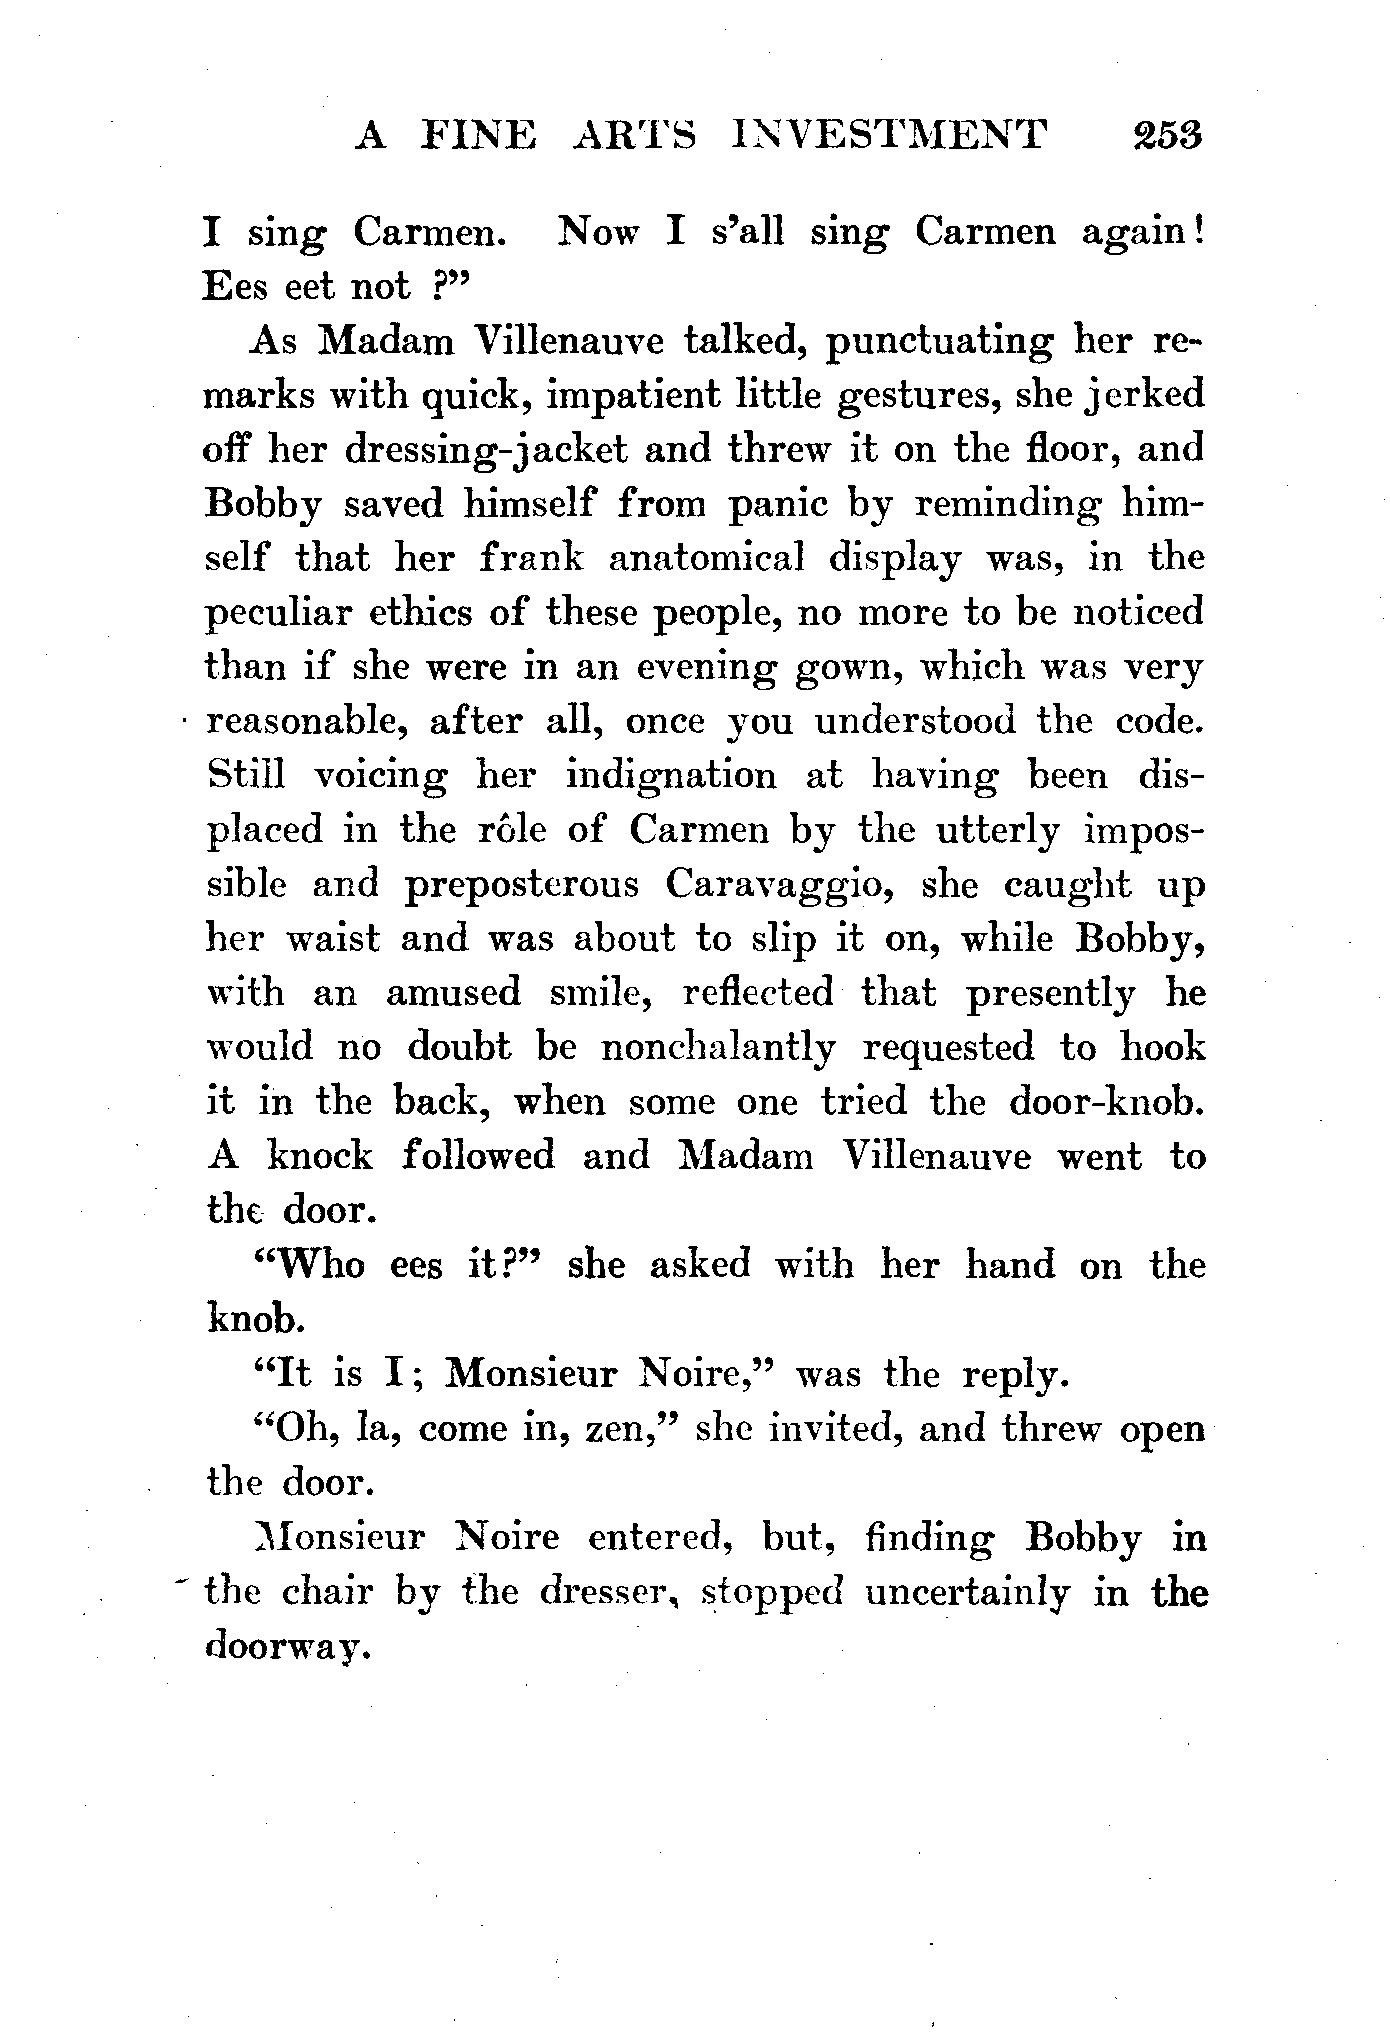 A FINE ARTS INVESTMENT 253
I sing Carmen. Now I s’all sing Carmen again!
Ees eet not ?”
As Madam Villenauve talked, punctuating her re-
marks with quick, impatient little gestures, she jerked
off her dressing-jacket and threw it on the floor, and
Bobby saved himself from panic by reminding him-
self that her frank anatomical display was, in the
peculiar ethics of these people, no more to be noticed
than if she were in an evening gown, which was very
reasonable, after all, once you understood the code.
Still voicing her indignation at having been dis-
placed in the rôle of Carmen by the utterly impos-
sible and preposterous Caravaggio, she caught up
her waist and was about to slip it on, while Bobby,
with an amused smile, reflected that presently he
would no doubt be nonchalantly requested to hook
it in the back, when some one tried the door-knob.
A knock followed and Madam Villenauve went to
the door.
“Who ees it?” she asked with her hand on the
knob.
“It is I; Monsieur Noire,” was the reply.
“Oh, la, come in, zen,” she invited, and threw open
the door.
Monsieur Noire entered, but, finding Bobby in
the chair by the dresser, stopped uncertainly in the
doorway.